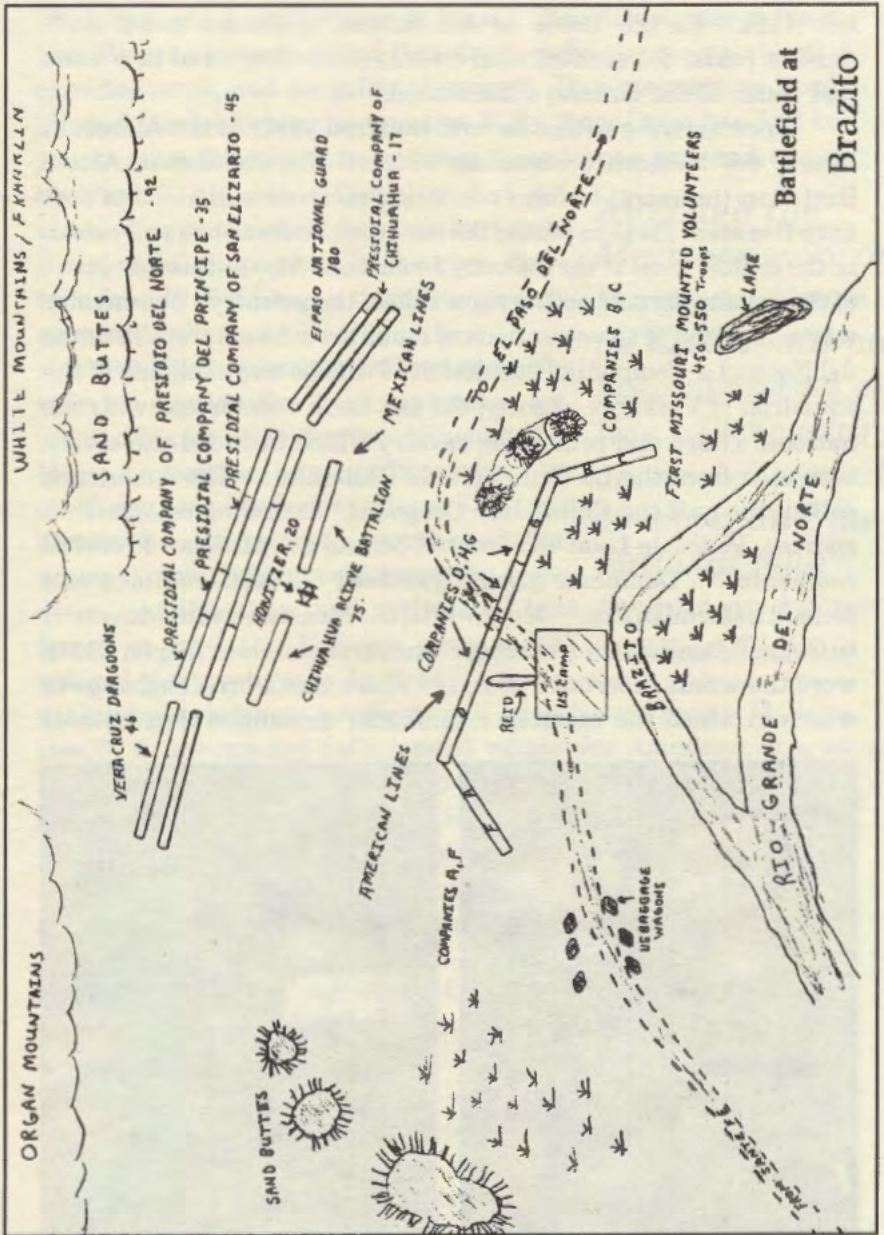 ORGAN MOUNTAINS
WHITE MOUNTAINS / FRANKLIN
SAND BUTTES
VERACRUZ DRAGOONS
45
PRESIDIAL COMPANY OF PRESIDIO DEL NORTE - 92
PRESIDIAL COMPANY DEL PRINCIPE - 35
PRESIDIAL COMPANY OF SAN ELIZARIO - 45
HOWITZER, 20
EL PASO NATIONAL GUARD
180
PRESIDIAL COMPANY OF
CHIHUAHUA 17
CHIHUAHUA ACTIVE BATTALION
75
MEXICAN LINES
SAND BUTTES
AMERICAN LINES
COMPANIES A, F
COMPANIES D, H, G
TO EL PASO DEL NORTE
COMPANIES B, C
A
D
H
G
REID
US CAMP
US BAGGAGE
WAGONS
FIRST MISSOURI MOUNTED VOLUNTEERS
450-550 Troops
LAKE
BRAZITO
RIO GRANDE DEL NORTE
FROM SANTA FE
Battlefield at
Brazito